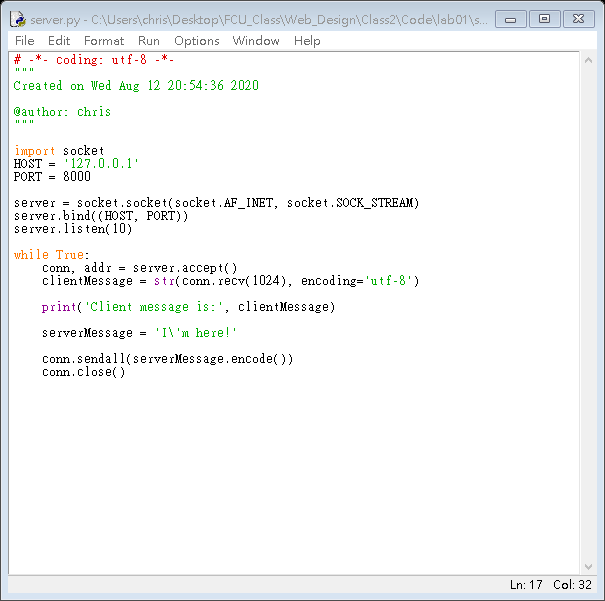 server.py - C:\Users\chris\Desktop\FCU_Class\Web_Design\Class2\Code\lab01\s...
File Edit Format Run Options Window Help
# -*- coding: utf-8 -*-
"""
Created on Wed Aug 12 20:54:36 2020

@author: chris
"""

import socket
HOST = '127.0.0.1'
PORT = 8000

server = socket.socket(socket.AF_INET, socket.SOCK_STREAM)
server.bind((HOST, PORT))
server.listen(10)

while True:
    conn, addr = server.accept()
    clientMessage = str(conn.recv(1024), encoding='utf-8')

    print('Client message is:', clientMessage)

    serverMessage = 'I\'m here!'

    conn.sendall(serverMessage.encode())
    conn.close()
Ln: 17 Col: 32